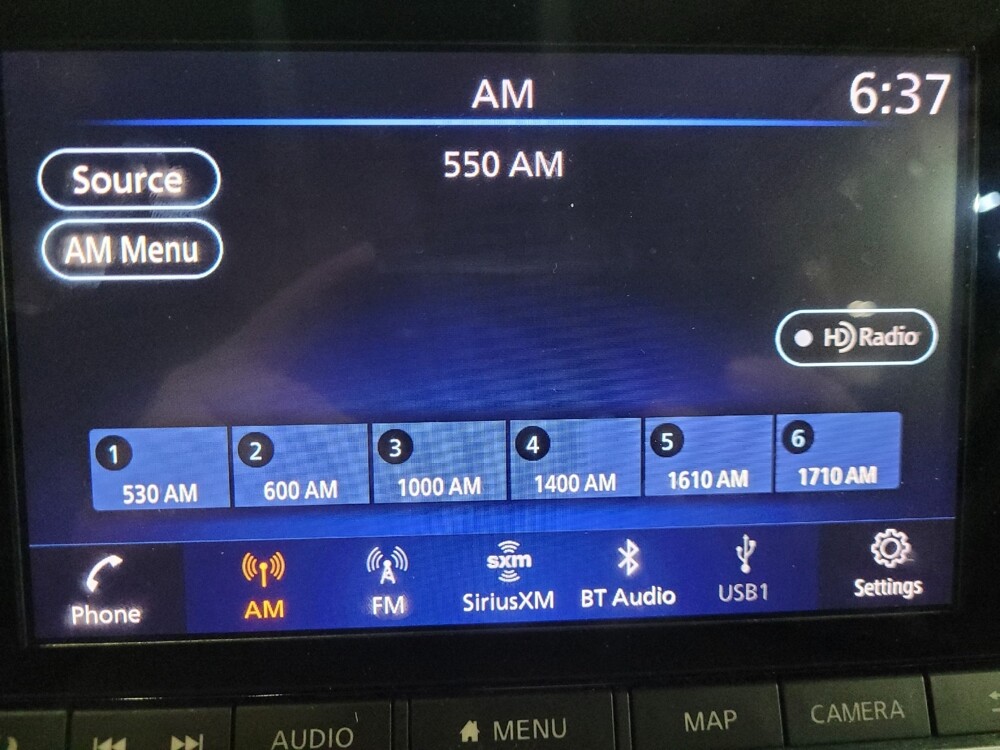 AM
6:37
550 AM
Source
AM Menu
HD Radio
1
530 AM
2
600 AM
3
1000 AM
4
1400 AM
5
1610 AM
6
1710 AM
Phone
AM
FM
sxm
SiriusXM
BT Audio
USB1
Settings
AUDIO
MENU
MAP
CAMERA